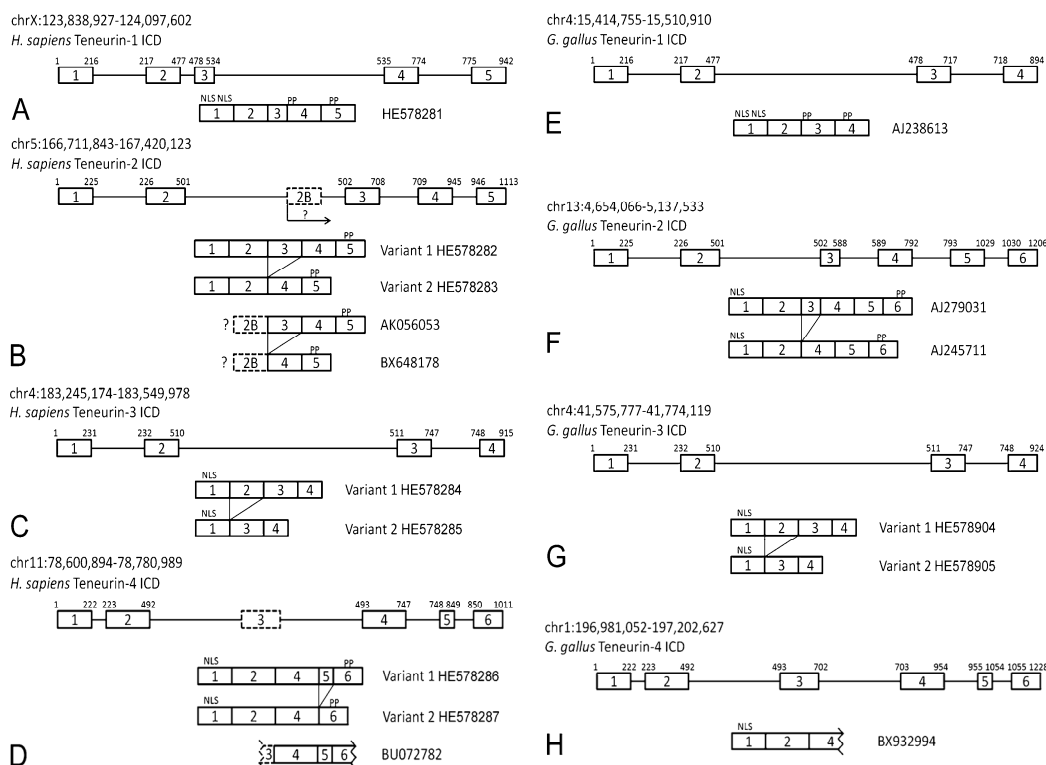 chrX:123,838,927-124,097,602
H. sapiens Teneurin-1 ICD
1 216 217 477 478 534 535 774 775 942
1 2 3 4 5
NLS NLS PP PP
1 2 3 4 5 HE578281
A
chr5:166,711,843-167,420,123
H. sapiens Teneurin-2 ICD
1 225 226 501 502 708 709 945 946 1113
1 2 2B 3 4 5
?
PP
1 2 3 4 5 Variant 1 HE578282
PP
1 2 4 5 Variant 2 HE578283
PP
? 2B 3 4 5 AK056053
PP
? 2B 4 5 BX648178
B
chr4:183,245,174-183,549,978
H. sapiens Teneurin-3 ICD
1 231 232 510 511 747 748 915
1 2 3 4
NLS
1 2 3 4 Variant 1 HE578284
NLS
1 3 4 Variant 2 HE578285
C
chr11:78,600,894-78,780,989
H. sapiens Teneurin-4 ICD
1 222 223 492 493 747 748 849 850 1011
1 2 3 4 5 6
NLS PP
1 2 4 5 6 Variant 1 HE578286
NLS PP
1 2 4 6 Variant 2 HE578287
3 4 5 6 BU072782
D
chr4:15,414,755-15,510,910
G. gallus Teneurin-1 ICD
1 216 217 477 478 717 718 894
1 2 3 4
NLS NLS PP PP
1 2 3 4 AJ238613
E
chr13:4,654,066-5,137,533
G. gallus Teneurin-2 ICD
1 225 226 501 502 588 589 792 793 1029 1030 1206
1 2 3 4 5 6
NLS PP
1 2 3 4 5 6 AJ279031
NLS PP
1 2 4 5 6 AJ245711
F
chr4:41,575,777-41,774,119
G. gallus Teneurin-3 ICD
1 231 232 510 511 747 748 924
1 2 3 4
NLS
1 2 3 4 Variant 1 HE578904
NLS
1 3 4 Variant 2 HE578905
G
chr1:196,981,052-197,202,627
G. gallus Teneurin-4 ICD
1 222 223 492 493 702 703 954 955 1054 1055 1228
1 2 3 4 5 6
NLS
1 2 4 BX932994
H